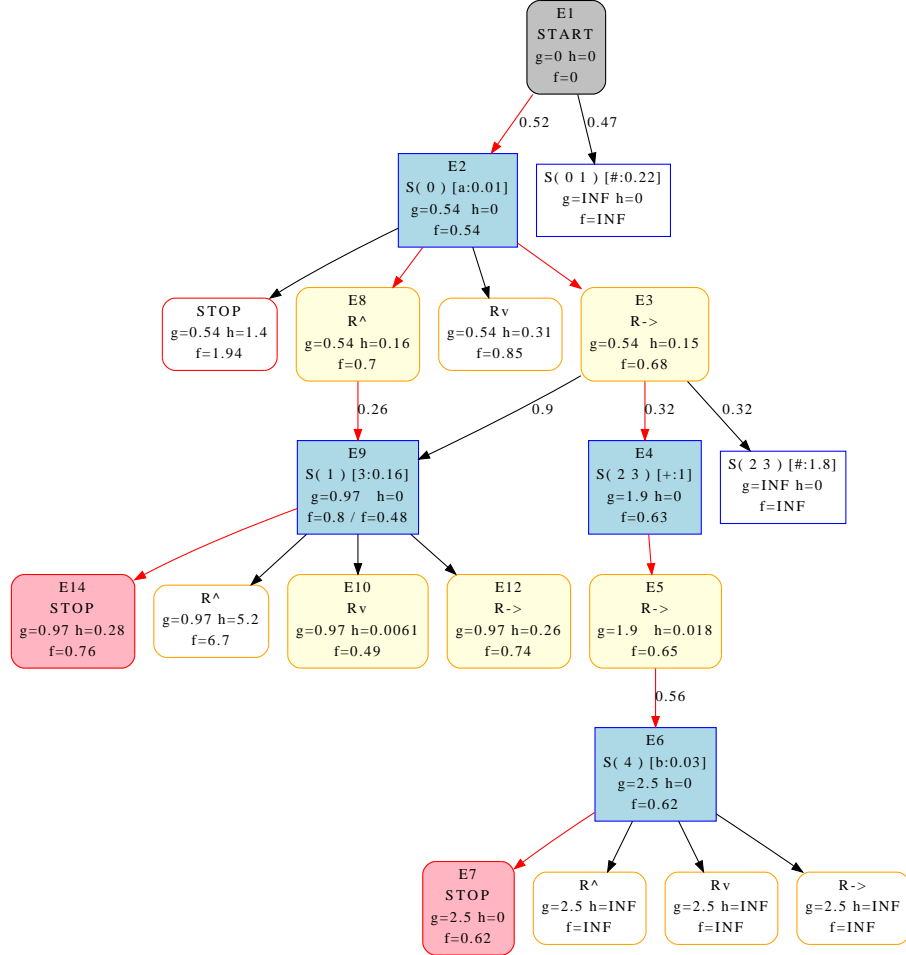 E1
START
g=0 h=0
f=0
0.52
0.47
E2
S( 0 ) [a:0.01]
g=0.54 h=0
f=0.54
S( 0 1 ) [#:0.22]
g=INF h=0
f=INF
STOP
g=0.54 h=1.4
f=1.94
E8
R^
g=0.54 h=0.16
f=0.7
Rv
g=0.54 h=0.31
f=0.85
E3
R->
g=0.54 h=0.15
f=0.68
0.26
0.9
0.32
0.32
E9
S( 1 ) [3:0.16]
g=0.97 h=0
f=0.8 / f=0.48
E4
S( 2 3 ) [+:1]
g=1.9 h=0
f=0.63
S( 2 3 ) [#:1.8]
g=INF h=0
f=INF
E14
STOP
g=0.97 h=0.28
f=0.76
R^
g=0.97 h=5.2
f=6.7
E10
Rv
g=0.97 h=0.0061
f=0.49
E12
R->
g=0.97 h=0.26
f=0.74
E5
R->
g=1.9 h=0.018
f=0.65
0.56
E6
S( 4 ) [b:0.03]
g=2.5 h=0
f=0.62
E7
STOP
g=2.5 h=0
f=0.62
R^
g=2.5 h=INF
f=INF
Rv
g=2.5 h=INF
f=INF
R->
g=2.5 h=INF
f=INF